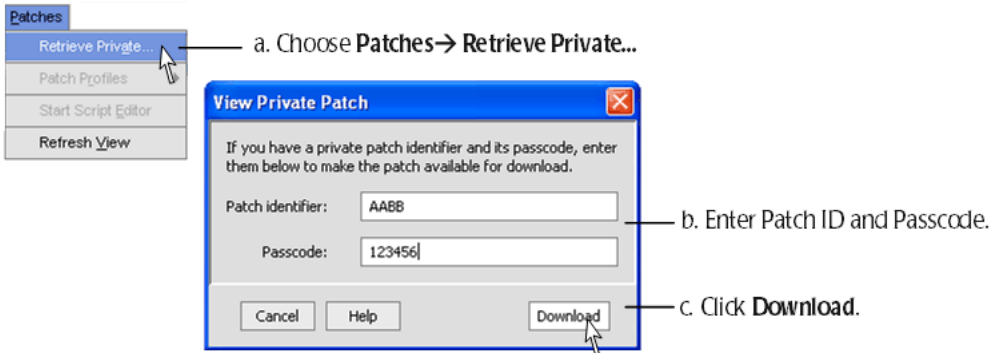 Patches
Retrieve Private...
a. Choose Patches→ Retrieve Private...
Patch Profiles
Start Script Editor
Refresh View
View Private Patch
If you have a private patch identifier and its passcode, enter
them below to make the patch available for download.
Patch identifier: AABB
b. Enter Patch ID and Passcode.
Passcode: 123456
Cancel Help Download
c. Click Download.